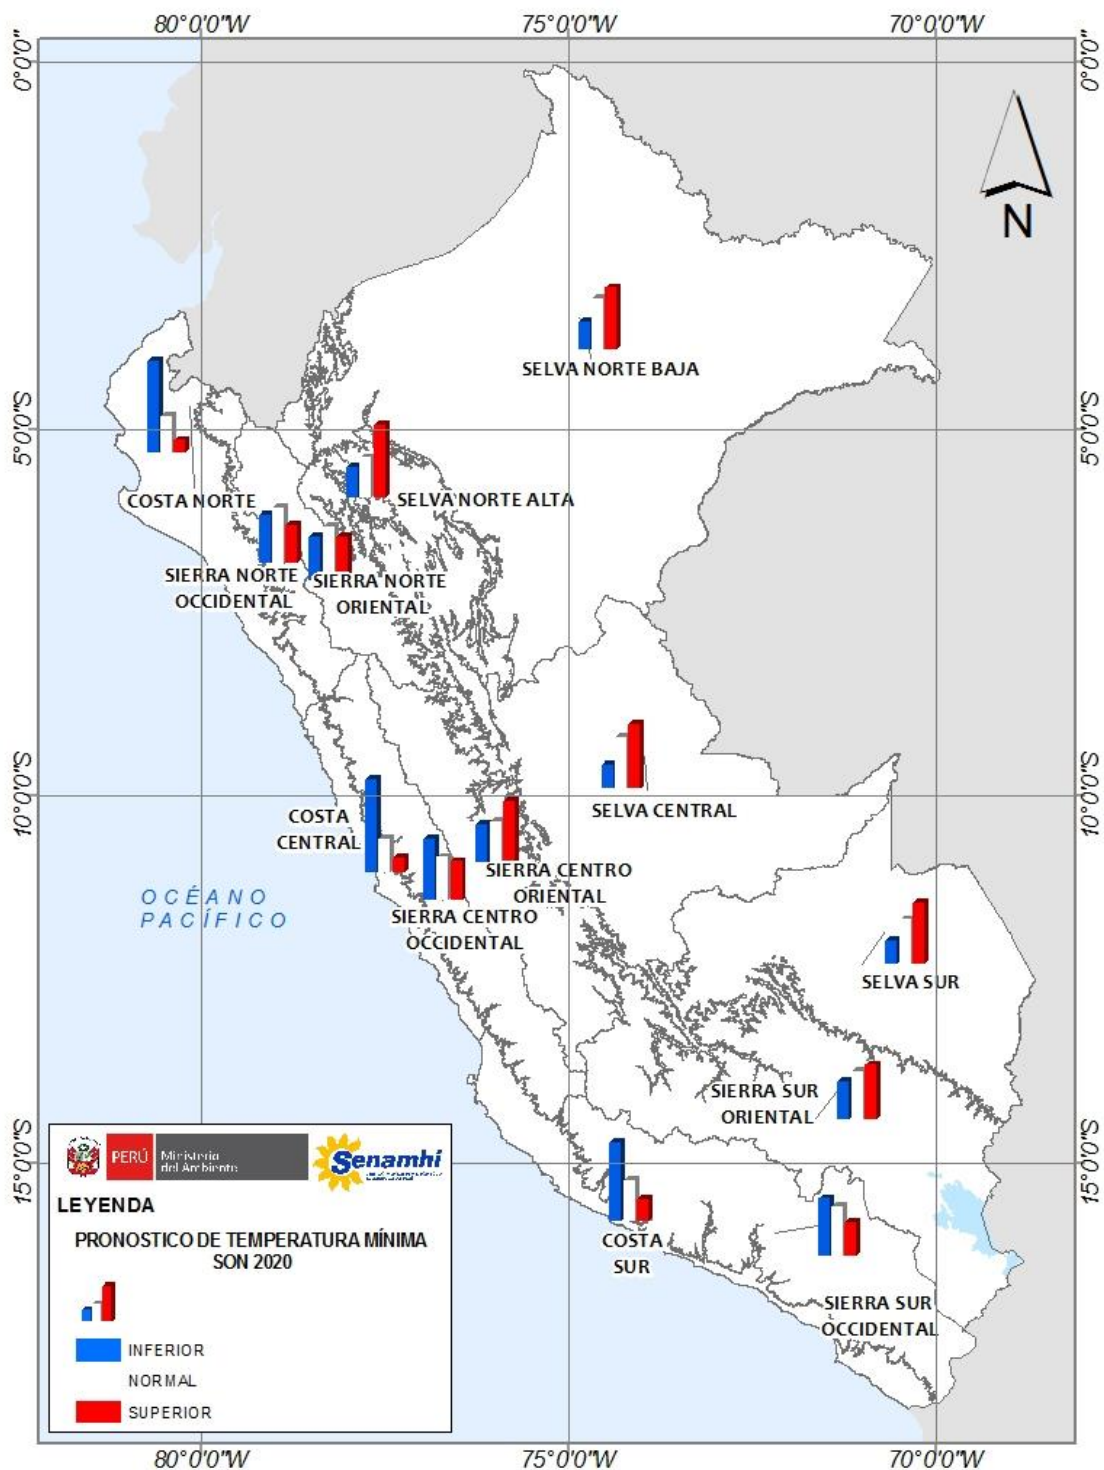 80°0'0"W 75°0'0"W 70°0'0"W
0°0'0" 0°0'0"
N
SELVA NORTE BAJA
5°0'0"S 5°0'0"S
COSTA NORTE
SELVA NORTE ALTA
SIERRA NORTE
OCCIDENTAL
SIERRA NORTE
ORIENTAL
10°0'0"S 10°0'0"S
SELVA CENTRAL
COSTA
CENTRAL
SIERRA CENTRO
ORIENTAL
SIERRA CENTRO
OCCIDENTAL
OCÉANO
PACÍFICO
SELVA SUR
SIERRA SUR
ORIENTAL
15°0'0"S 15°0'0"S
COSTA
SUR
SIERRA SUR
OCCIDENTAL
PERÚ
Ministerio
del Ambiente
Senamhi
LEYENDA
PRONOSTICO DE TEMPERATURA MÍNIMA
SON 2020
INFERIOR
NORMAL
SUPERIOR
80°0'0"W 75°0'0"W 70°0'0"W